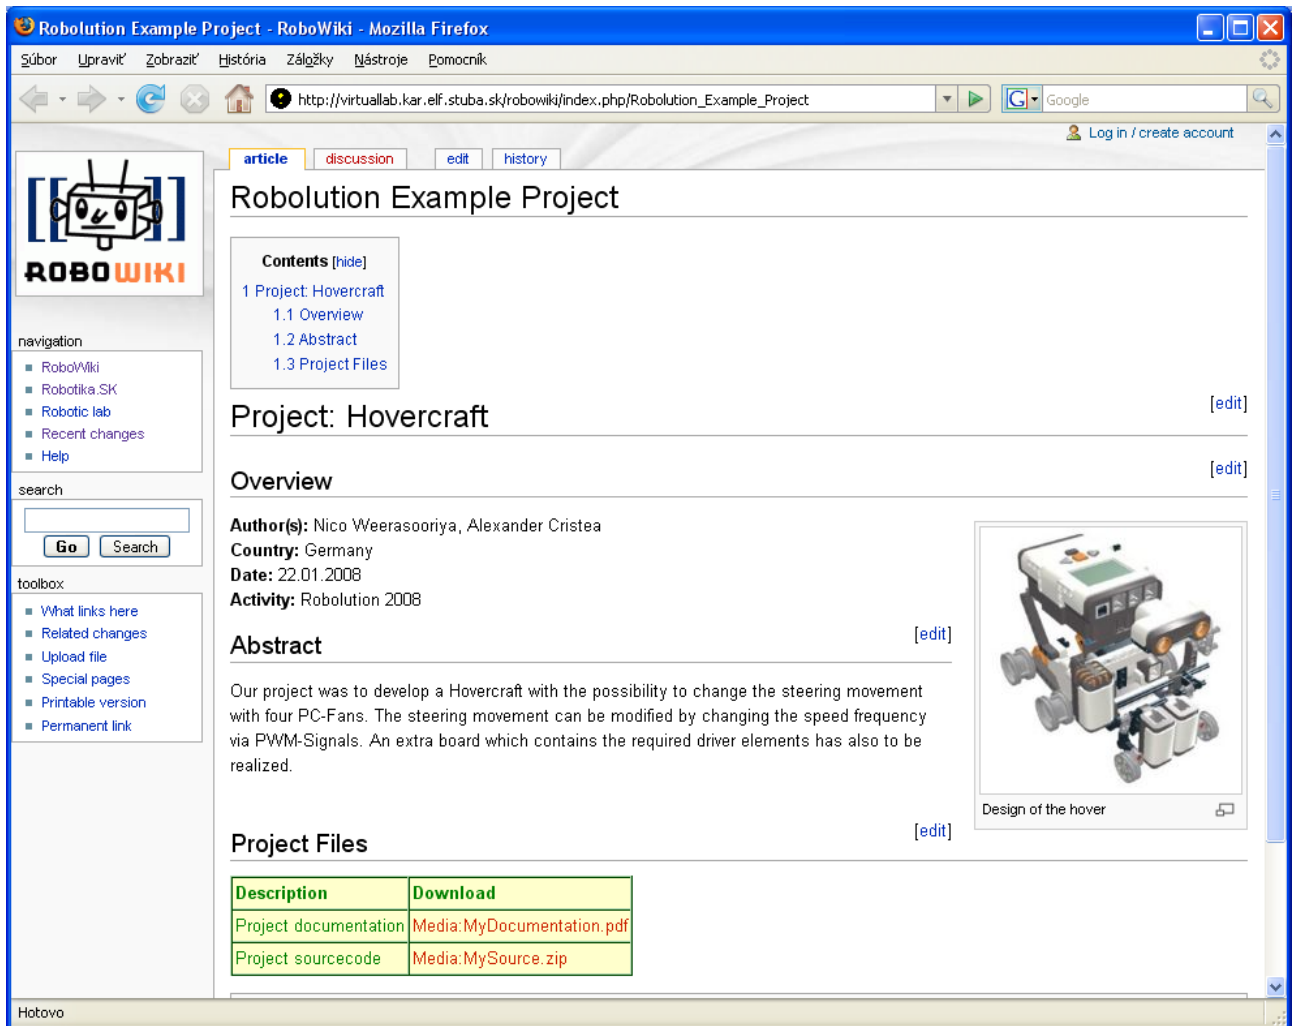 Robolution Example Project - RoboWiki - Mozilla Firefox
Súbor Upraviť Zobraziť História Záložky Nástroje Pomocník
http://virtuallab.kar.elf.stuba.sk/robowiki/index.php/Robolution_Example_Project
G Google
Log in / create account
article discussion edit history
[[ ]]
ROBOWIKI
Robolution Example Project
Contents [hide]
1 Project: Hovercraft
1.1 Overview
1.2 Abstract
1.3 Project Files
navigation
RoboWiki
Robotika.SK
Robotic lab
Recent changes
Help
search
Go Search
toolbox
What links here
Related changes
Upload file
Special pages
Printable version
Permanent link
Project: Hovercraft [edit]
Overview [edit]
Author(s): Nico Weerasooriya, Alexander Cristea
Country: Germany
Date: 22.01.2008
Activity: Robolution 2008
Abstract [edit]
Our project was to develop a Hovercraft with the possibility to change the steering movement
with four PC-Fans. The steering movement can be modified by changing the speed frequency
via PWM-Signals. An extra board which contains the required driver elements has also to be
realized.
Design of the hover
Project Files [edit]
Description Download
Project documentation Media:MyDocumentation.pdf
Project sourcecode Media:MySource.zip
Hotovo